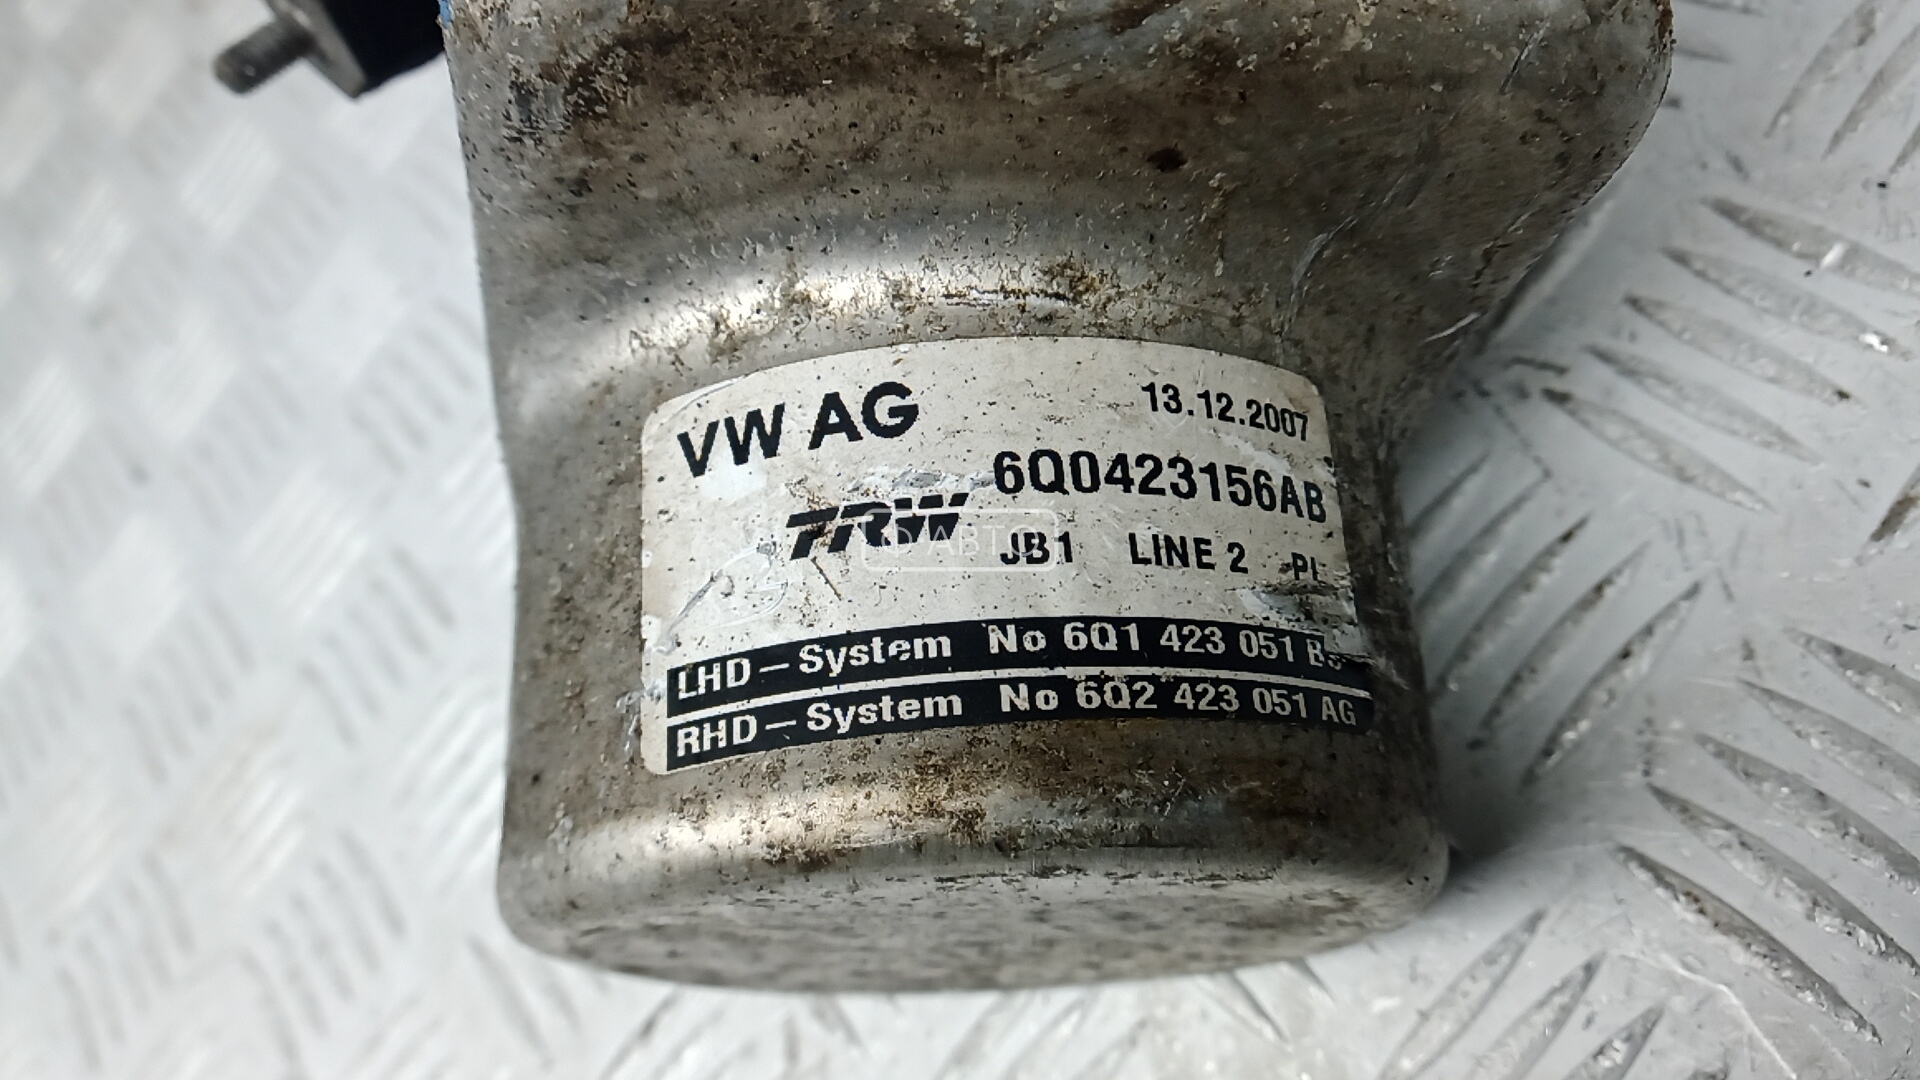 VW AG 13.12.2007
6Q0423156AB
TRW
JB1 LINE 2
LHD – System No 6Q1 423 051
RHD – System No 6Q2 423 051 AG
АВТО